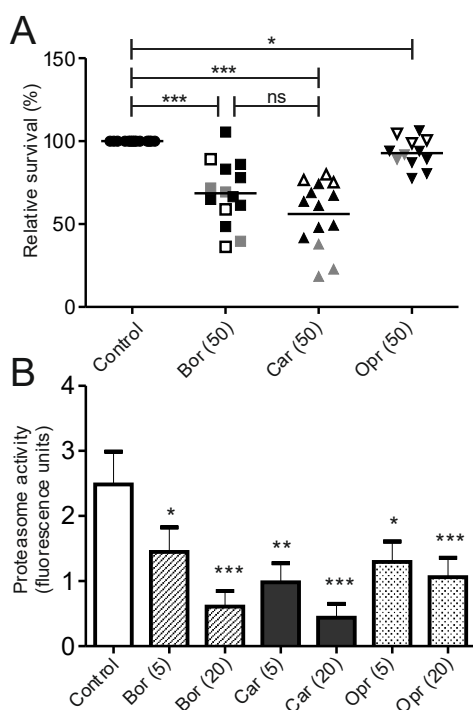 A
*
150
***
***
ns
100
50
0
Relative survival (%)
Control
Bor (50)
Car (50)
Opr (50)
B
4
3
2
1
0
Proteasome activity
(fluorescence units)
*
***
**
***
*
***
Control
Bor (5)
Bor (20)
Car (5)
Car (20)
Opr (5)
Opr (20)